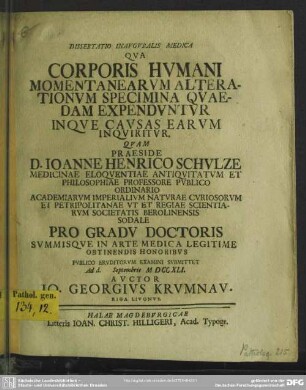 DISSERTATIO INAVGVRALIS MEDICA
QVA
CORPORIS HVMANI
MOMENTANEARVM ALTERA-
TIONVM SPECIMINA QVAE-
DAM EXPENDVNTVR
INQVE CAVSAS EARVM
INQVIRITVR,
QVAM
PRAESIDE
D. IOANNE HENRICO SCHVLZE
MEDICINAE ELOQVENTIAE ANTIQVITATVM ET
PHILOSOPHIAE PROFESSORE PVBLICO
ORDINARIO
ACADEMIARVM IMPERIALIVM NATVRAE CVRIOSORVM
ET PETRIPOLITANAE VT ET REGIAE SCIENTIA-
RVM SOCIETATIS BEROLINENSIS
SODALE
PRO GRADV DOCTORIS
SVMMISQVE IN ARTE MEDICA LEGITIME
OBTINENDIS HONORIBVS
PVBLICO ERVDITORVM EXAMINI SVBMITTET
Ad d. Septembris M DCC XLI.
AVCTOR
IO. GEORGIVS KRVMNAV.
RIGA LIVONVS.
Pathol. gen.
134, 12.
HALAE MAGDEBVRGICAE
Litteris IOAN. CHRIST. HILLIGERI, Acad. Typogr.